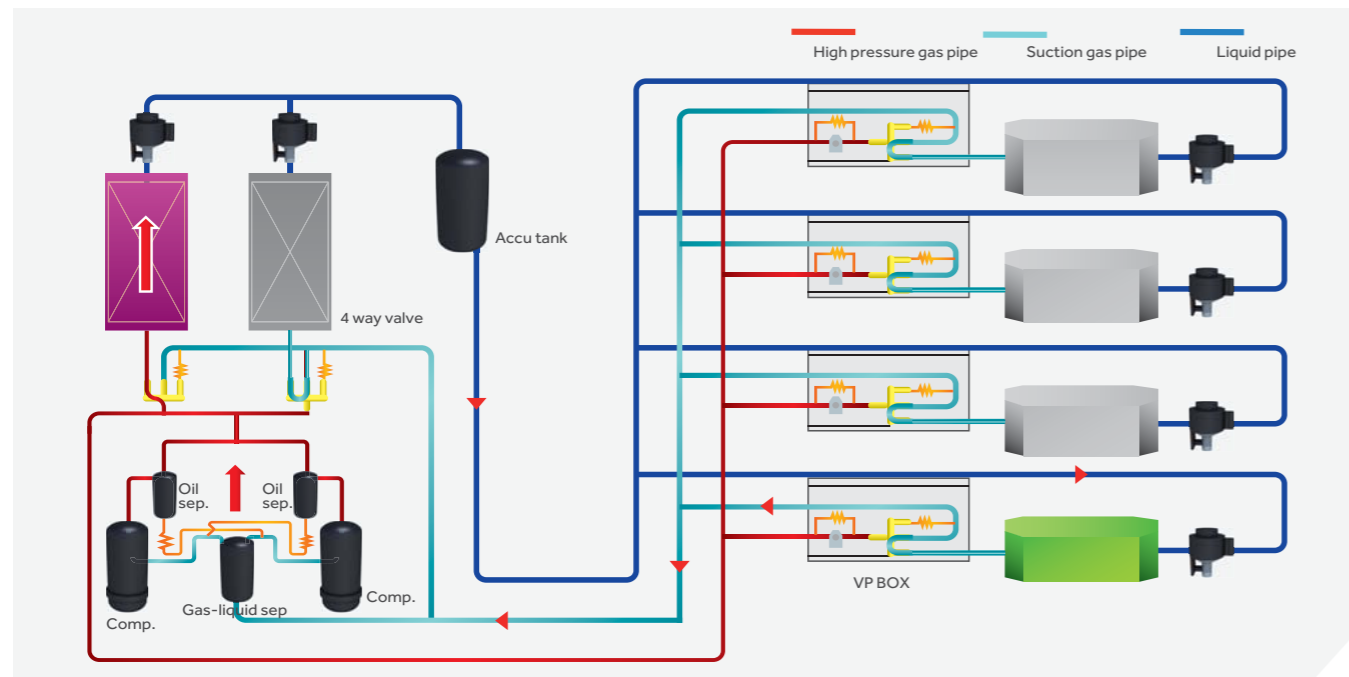 High pressure gas pipe
Suction gas pipe
Liquid pipe
Accu tank
4 way valve
Oil
sep.
Oil
sep.
Comp.
Gas-liquid sep
Comp.
VP BOX